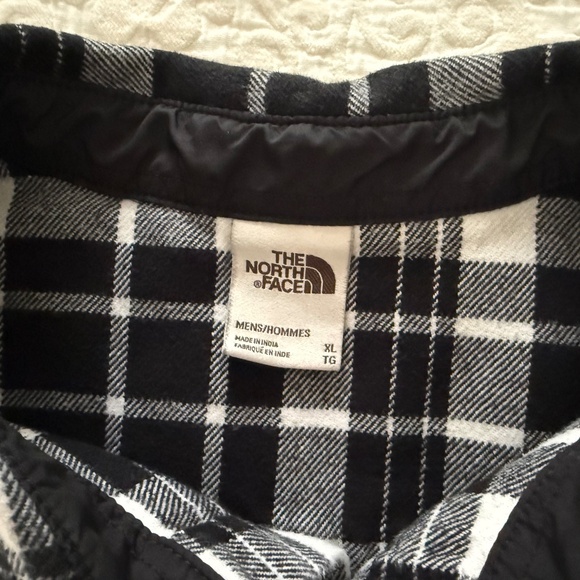 THE
NORTH
®FACE
MENS/HOMMES
MADE IN INDIA
FABRIQUÉ EN INDE
XL
TG